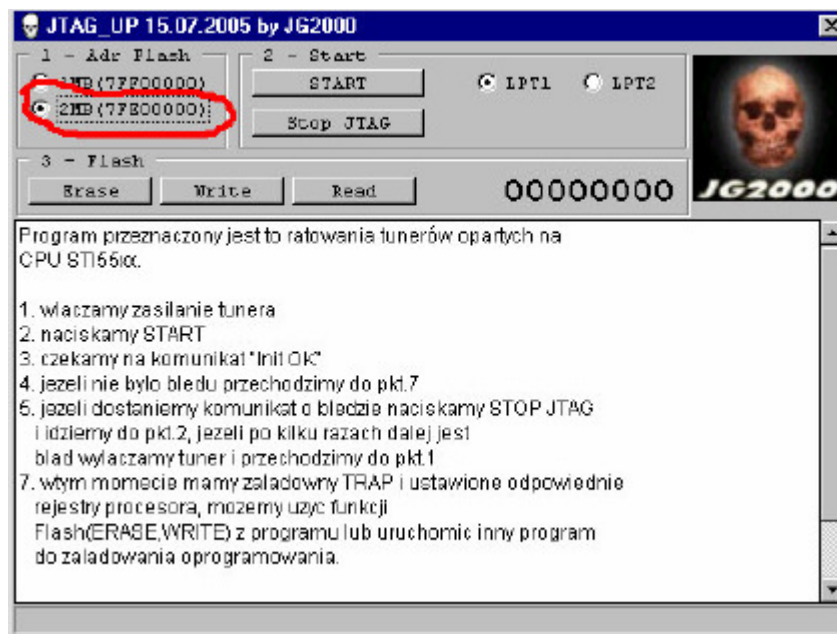 JTAG_UP 15.07.2005 by JG2000
1 - Adr Flash
2 - Start
1MB(7FF00000)
START
LPT1
LPT2
2MB(7FE00000)
Stop JTAG
3 - Flash
Erase
Write
Read
00000000
JG2000
Program przeznaczony jest to ratowania tunerów opartych na
CPU STI55xx.
1. wlaczamy zasilanie tunera
2. naciskamy START
3. czekamy na komunikat "Init Ok"
4. jezeli nie bylo bledu przechodzimy do pkt.7
5. jezeli dostaniemy komunikat o bledzie naciskamy STOP JTAG
i idziemy do pkt.2, jezeli po kilku razach dalej jest
blad wylaczamy tuner i przechodzimy do pkt.1
7. wtym momecie mamy zaladowny TRAP i ustawione odpowiednie
rejestry procesora, mozemy uzyc funkcji
Flash(ERASE,WRITE) z programu lub uruchomic inny program
do zaladowania oprogramowania.